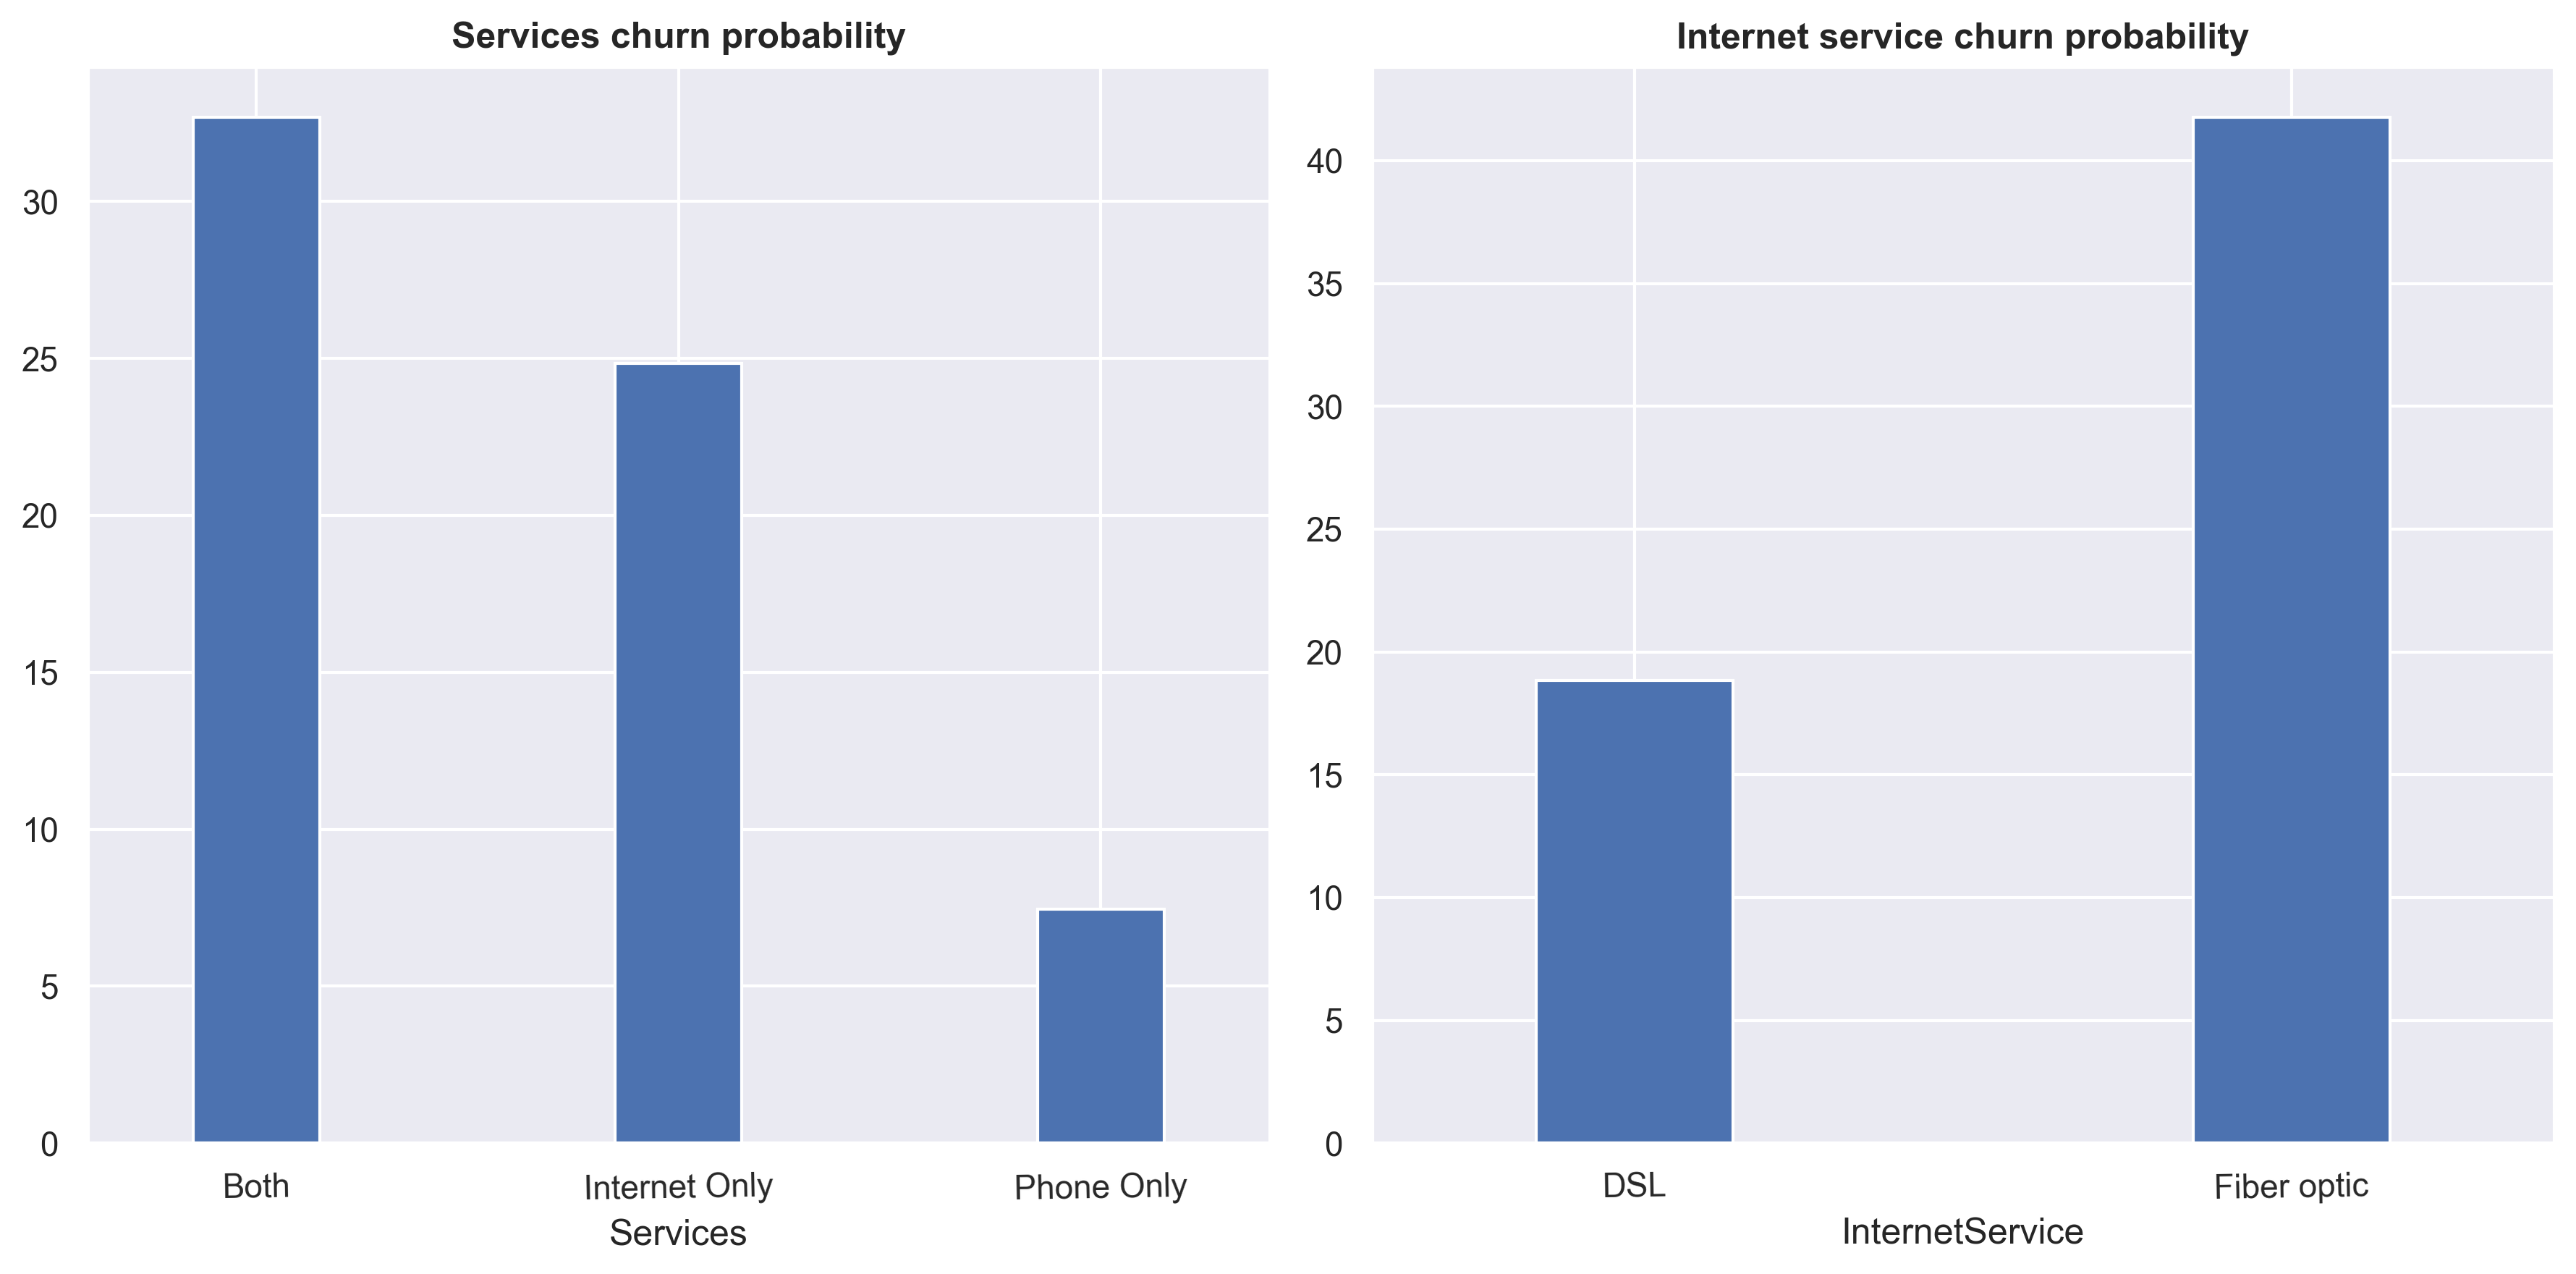 Services churn probability
30
25
20
15
10
5
0
Both Internet Only Phone Only
Services
Internet service churn probability
40
35
30
25
20
15
10
5
0
DSL Fiber optic
InternetService